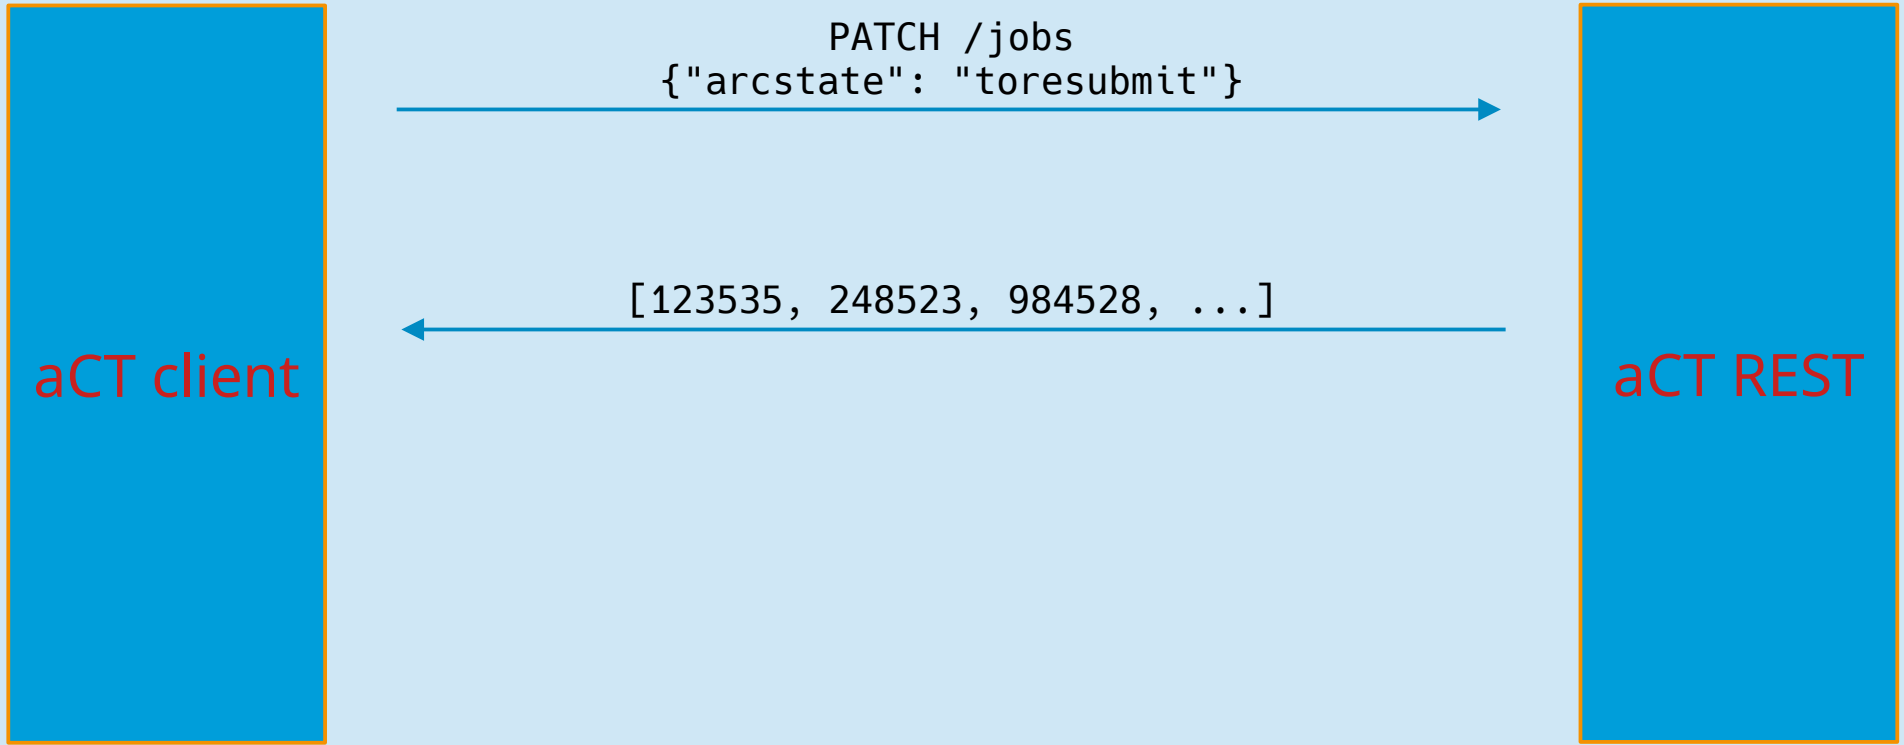 PATCH /jobs
{"arcstate": "toresubmit"}
[123535, 248523, 984528, ...]
aCT client
aCT REST